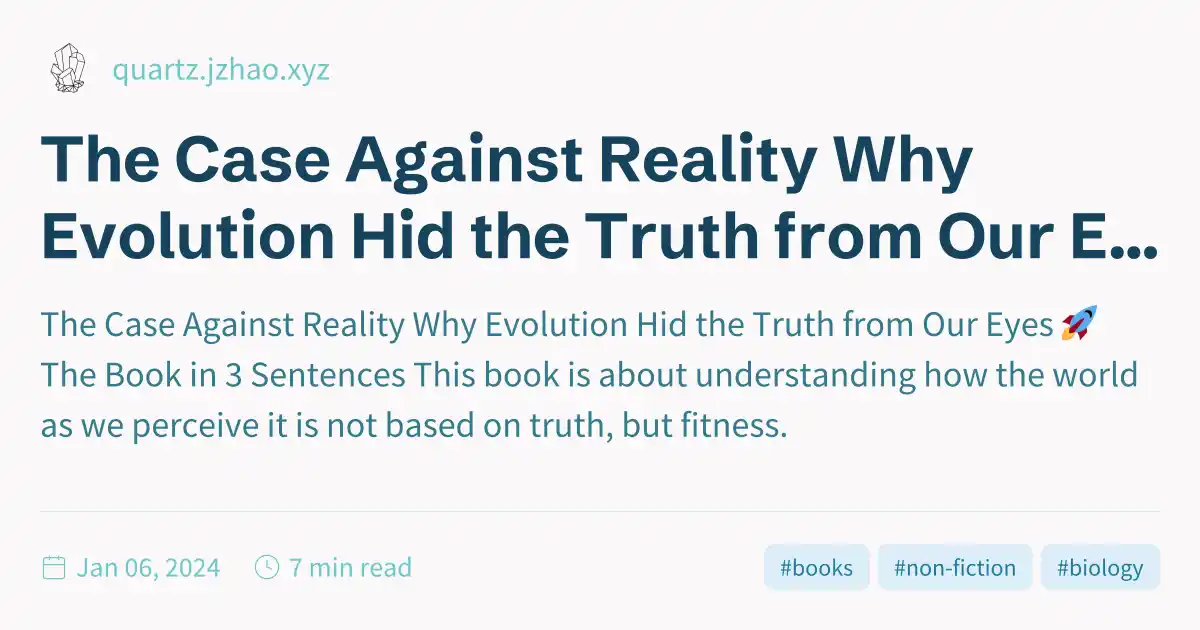 quartz.jzhao.xyz
The Case Against Reality Why
Evolution Hid the Truth from Our E...
The Case Against Reality Why Evolution Hid the Truth from Our Eyes 🚀
The Book in 3 Sentences This book is about understanding how the world
as we perceive it is not based on truth, but fitness.
Jan 06, 2024 7 min read #books #non-fiction #biology